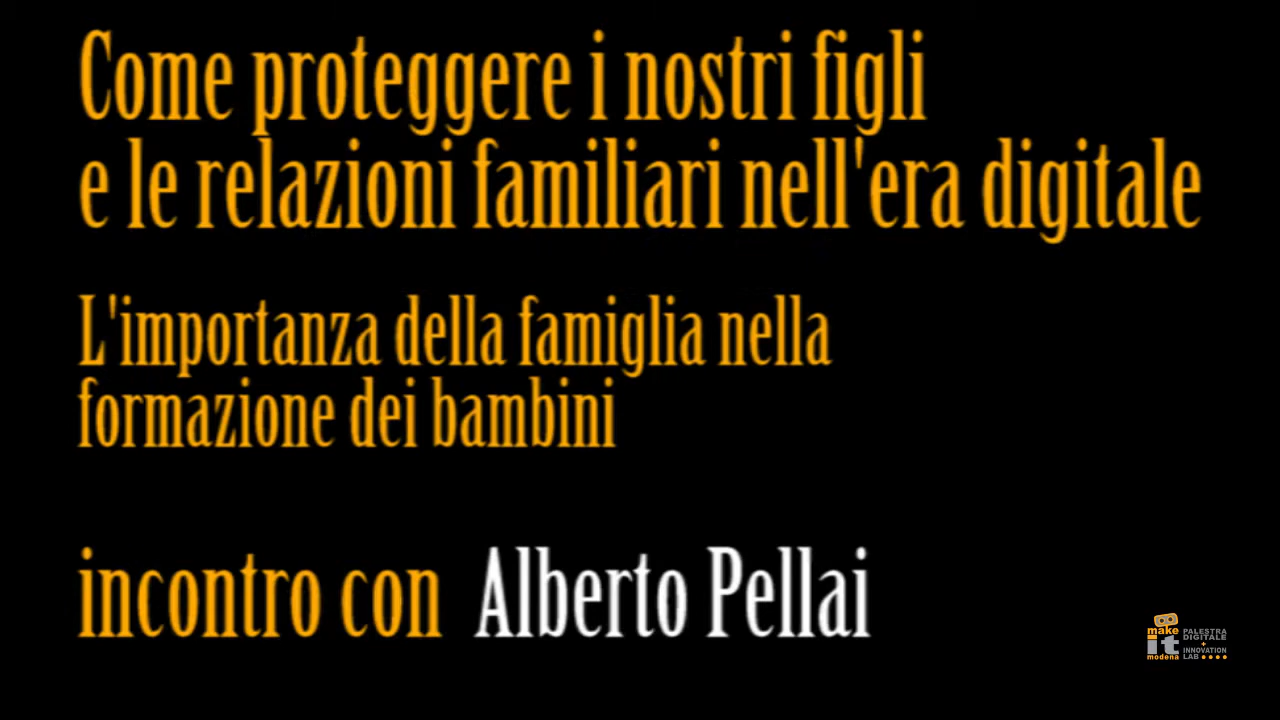 Come proteggere i nostri figli
e le relazioni familiari nell'era digitale
L'importanza della famiglia nella
formazione dei bambini
incontro con Alberto Pellai
make
it
modena
PALESTRA
DIGITALE
+
INNOVATION
LAB